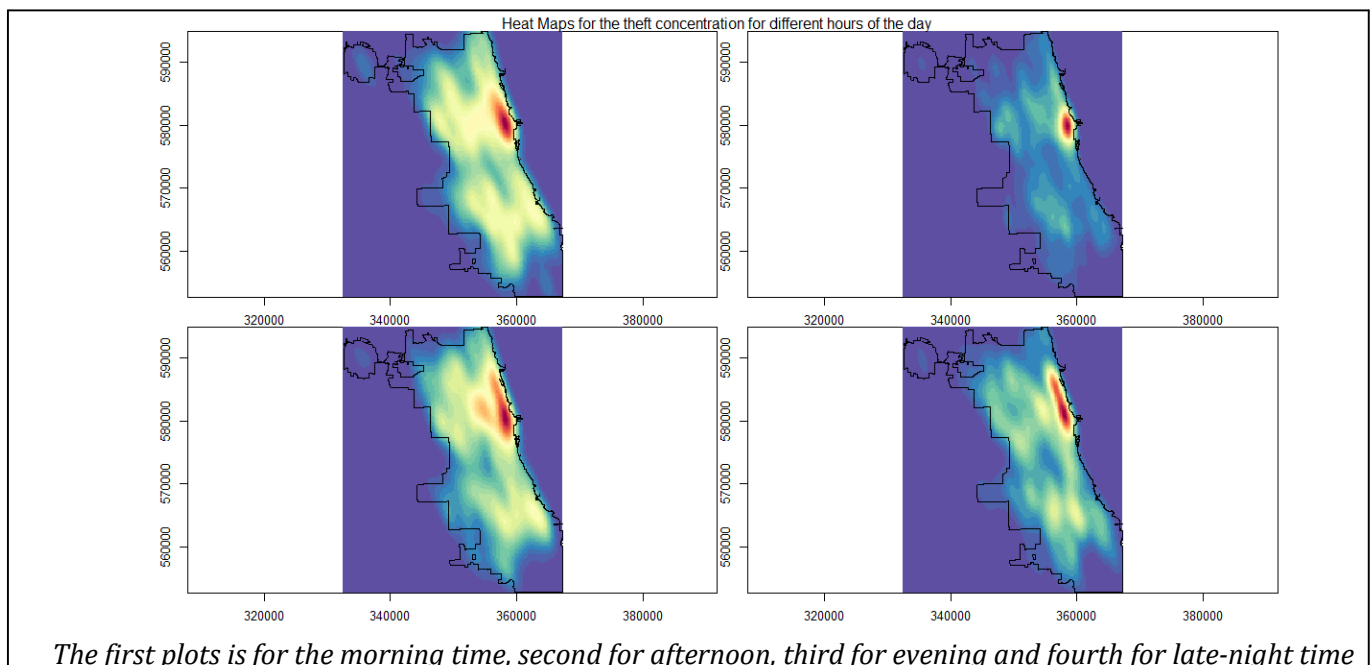 Heat Maps for the theft concentration for different hours of the day
590000
580000
570000
560000
320000 340000 360000 380000
590000
580000
570000
560000
320000 340000 360000 380000
590000
580000
570000
560000
320000 340000 360000 380000
590000
580000
570000
560000
320000 340000 360000 380000
The first plots is for the morning time, second for afternoon, third for evening and fourth for late-night time